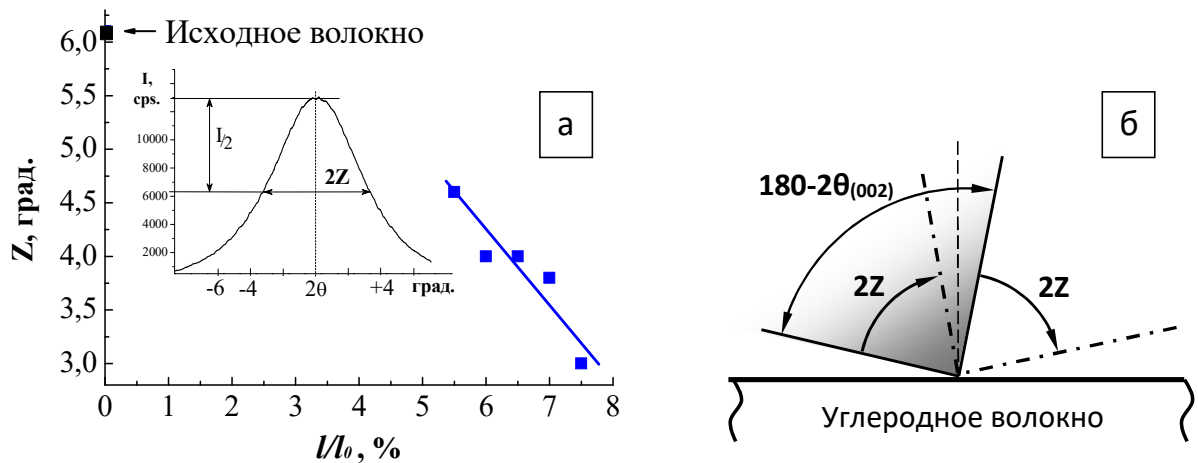 Z, град.
6,0
5,5
5,0
4,5
4,0
3,5
3,0
← Исходное волокно
I,
cps.
10000
8000
6000
4000
2000
I/2
2Z
-6 -4 2θ +4 град.
а
0 1 2 3 4 5 6 7 8
l/l₀ , %
б
180-2θ(002)
2Z
2Z
Углеродное волокно